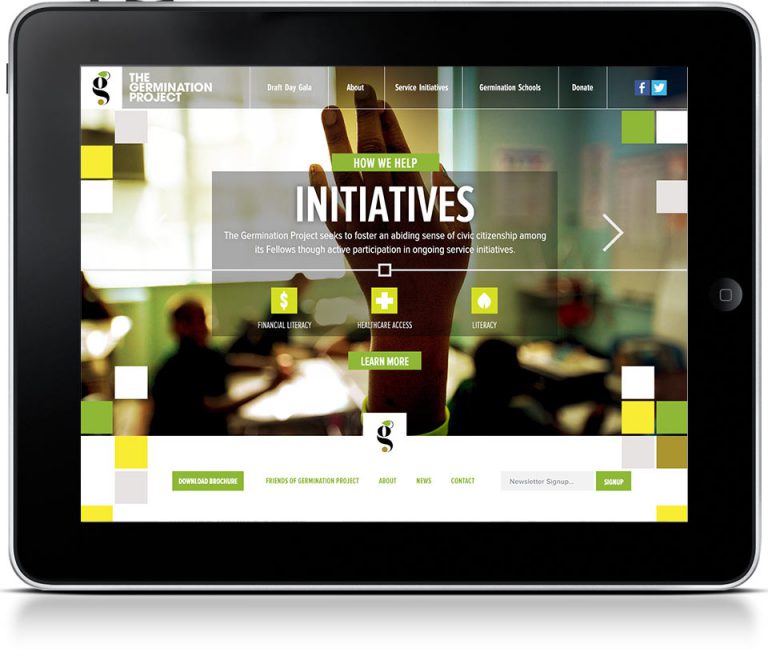 g
THE
GERMINATION
PROJECT
Draft Day Gala
About
Service Initiatives
Germination Schools
Donate
f
HOW WE HELP
INITIATIVES
The Germination Project seeks to foster an abiding sense of civic citizenship among
its Fellows though active participation in ongoing service initiatives.
$
FINANCIAL LITERACY
HEALTHCARE ACCESS
LITERACY
LEARN MORE
g
DOWNLOAD BROCHURE
FRIENDS OF GERMINATION PROJECT
ABOUT
NEWS
CONTACT
Newsletter Signup...
SIGNUP